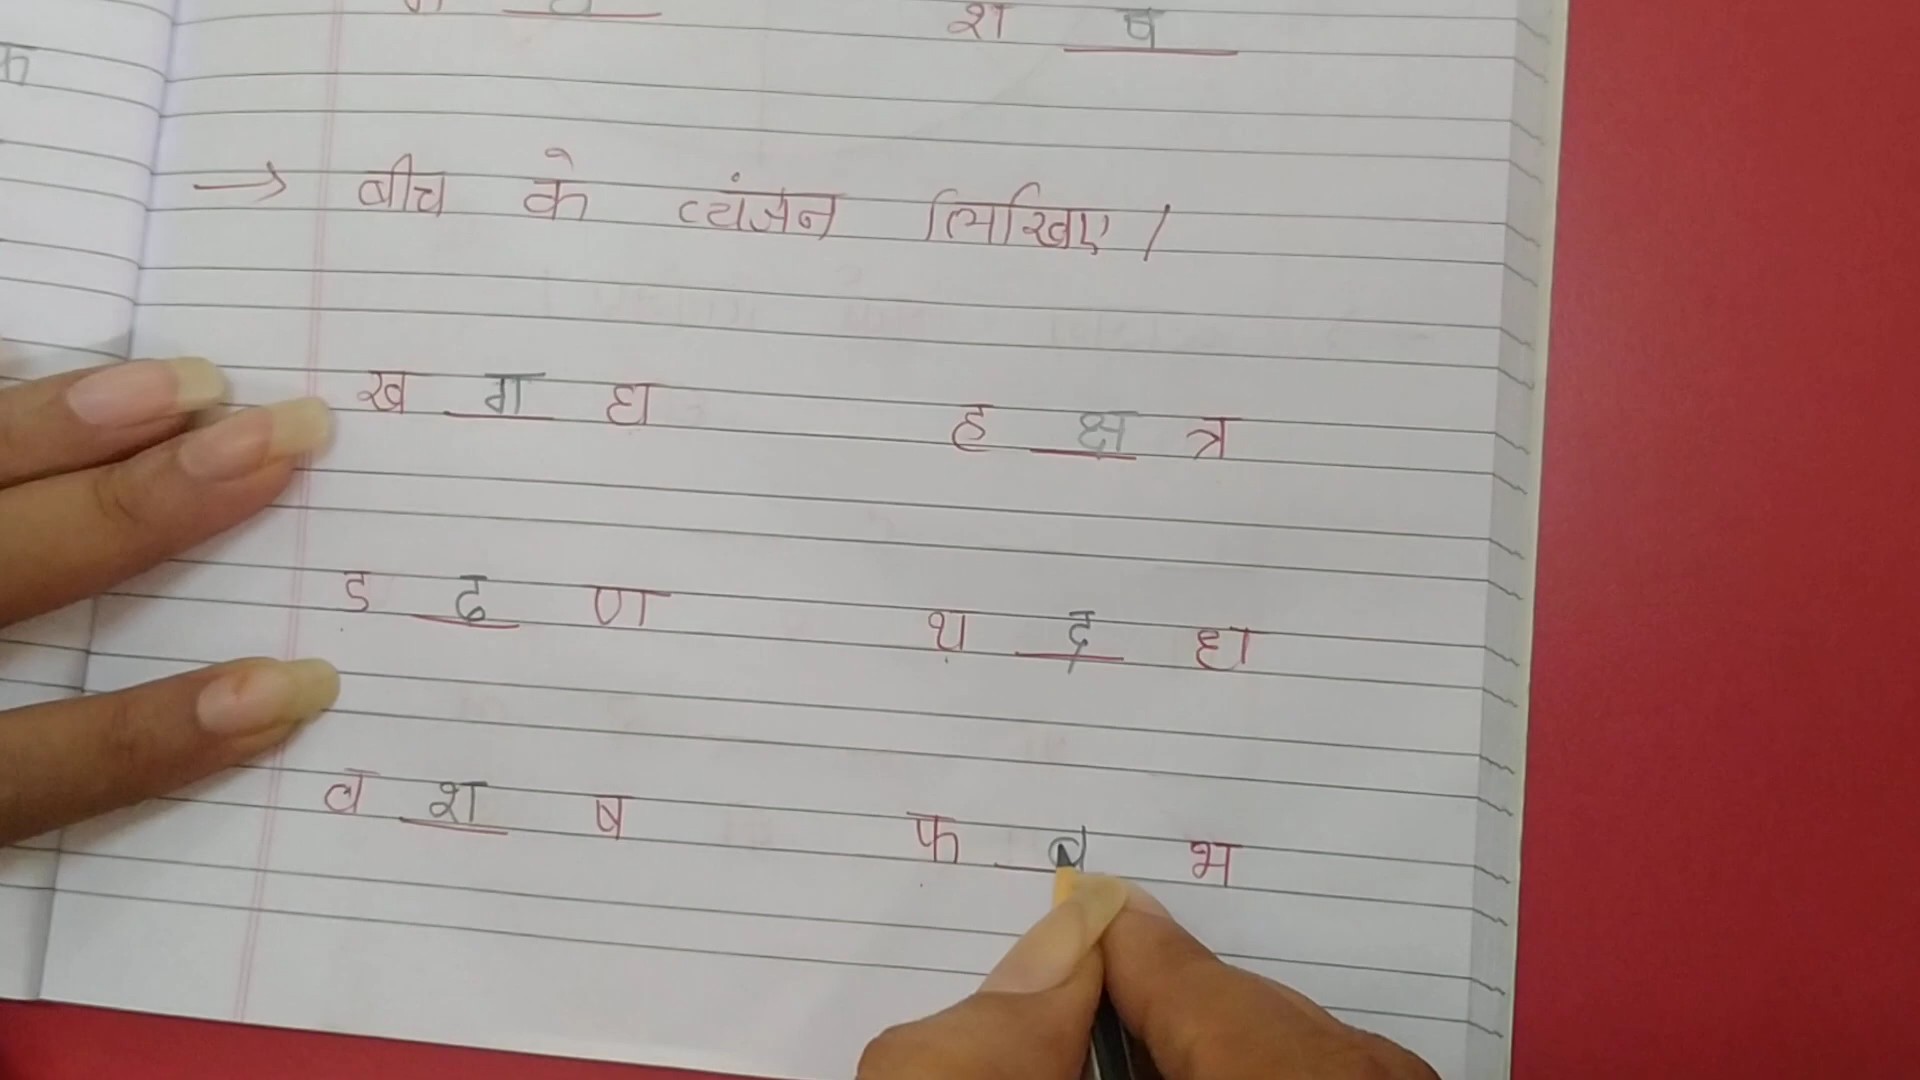 श ष
→ बीच के व्यंजन लिखिए।
ख ग घ ह क्ष त्र
ड ढ ण थ द ध
व श ष फ ब भ